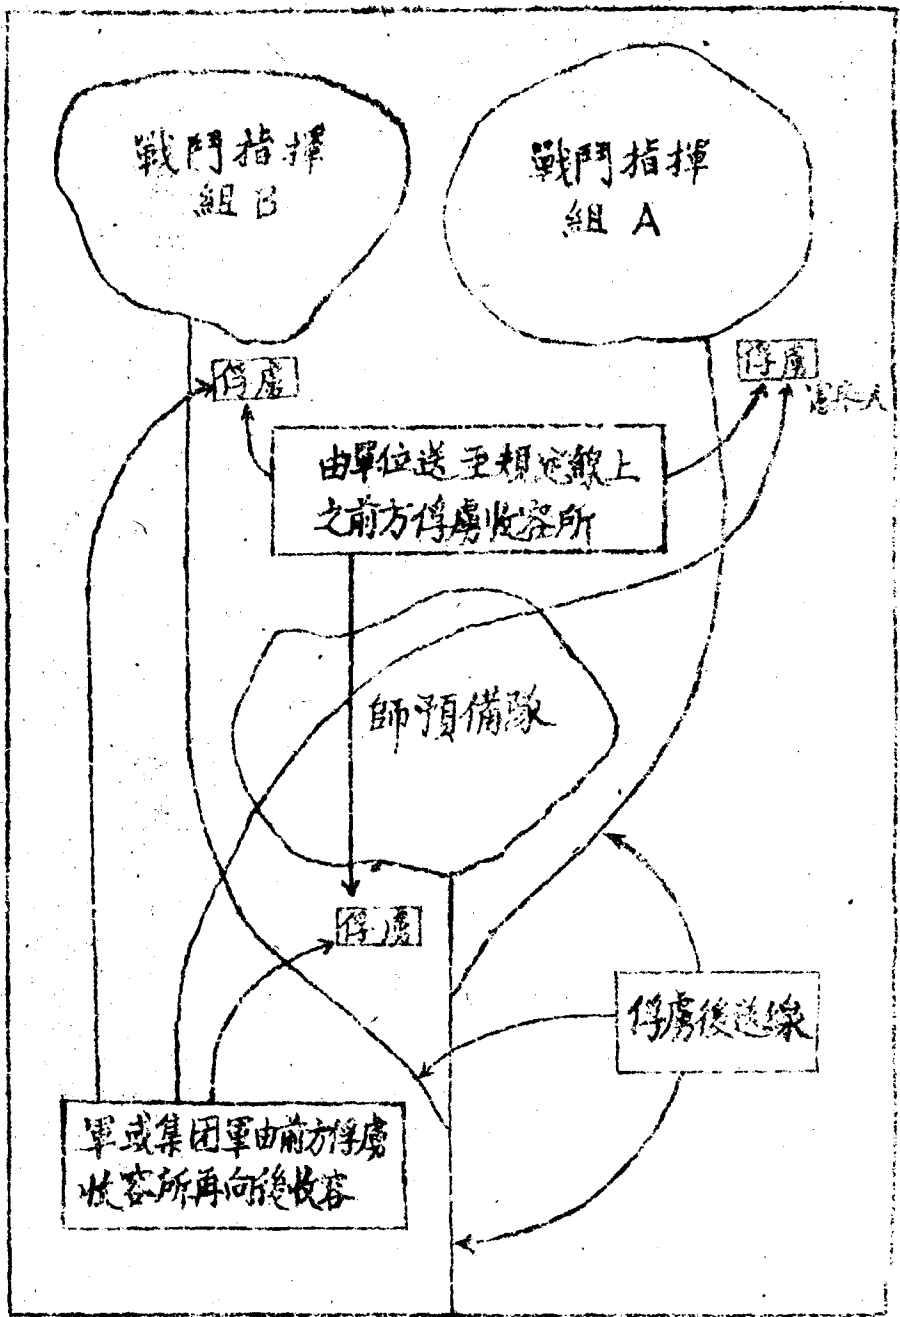 戰鬥指揮
組 B
戰鬥指揮
組 A
俘虜
俘虜
由單位送至規定線上
之前方俘虜收容所
師預備隊
俘虜
俘虜後送線
軍或集团軍由前方俘虜
收容所再向後收容